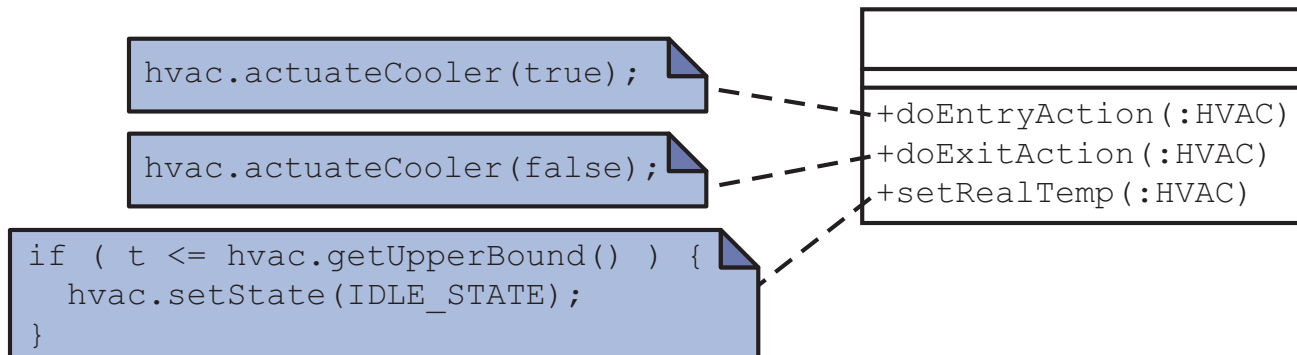 hvac.actuateCooler(true);
hvac.actuateCooler(false);
if ( t <= hvac.getUpperBound() ) {
  hvac.setState(IDLE_STATE);
}
+doEntryAction(:HVAC)
+doExitAction(:HVAC)
+setRealTemp(:HVAC)